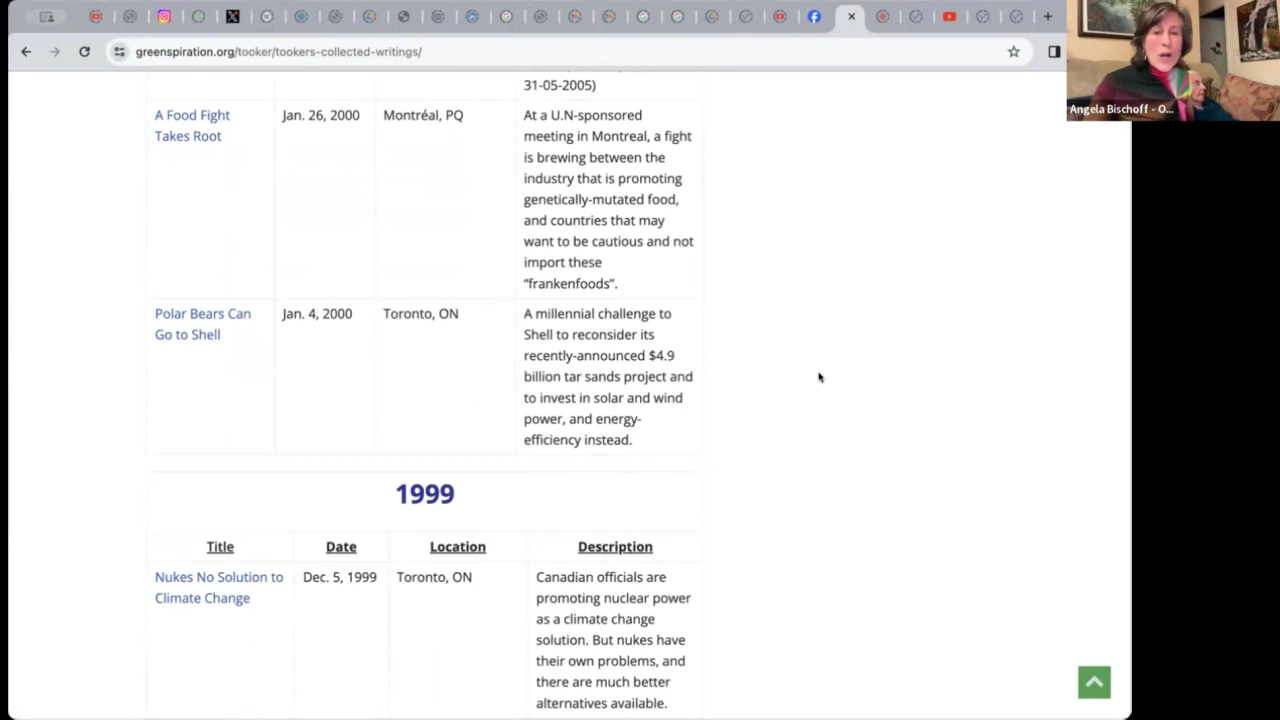 greenspiration.org/tooker/tookers-collected-writings/
Angela Bischoff - O...
31-05-2005)
A Food Fight
Takes Root
Jan. 26, 2000
Montréal, PQ
At a U.N-sponsored
meeting in Montreal, a fight
is brewing between the
industry that is promoting
genetically-mutated food,
and countries that may
want to be cautious and not
import these
“frankenfoods”.
Polar Bears Can
Go to Shell
Jan. 4, 2000
Toronto, ON
A millennial challenge to
Shell to reconsider its
recently-announced $4.9
billion tar sands project and
to invest in solar and wind
power, and energy-
efficiency instead.
1999
Title
Date
Location
Description
Nukes No Solution to
Climate Change
Dec. 5, 1999
Toronto, ON
Canadian officials are
promoting nuclear power
as a climate change
solution. But nukes have
their own problems, and
there are much better
alternatives available.